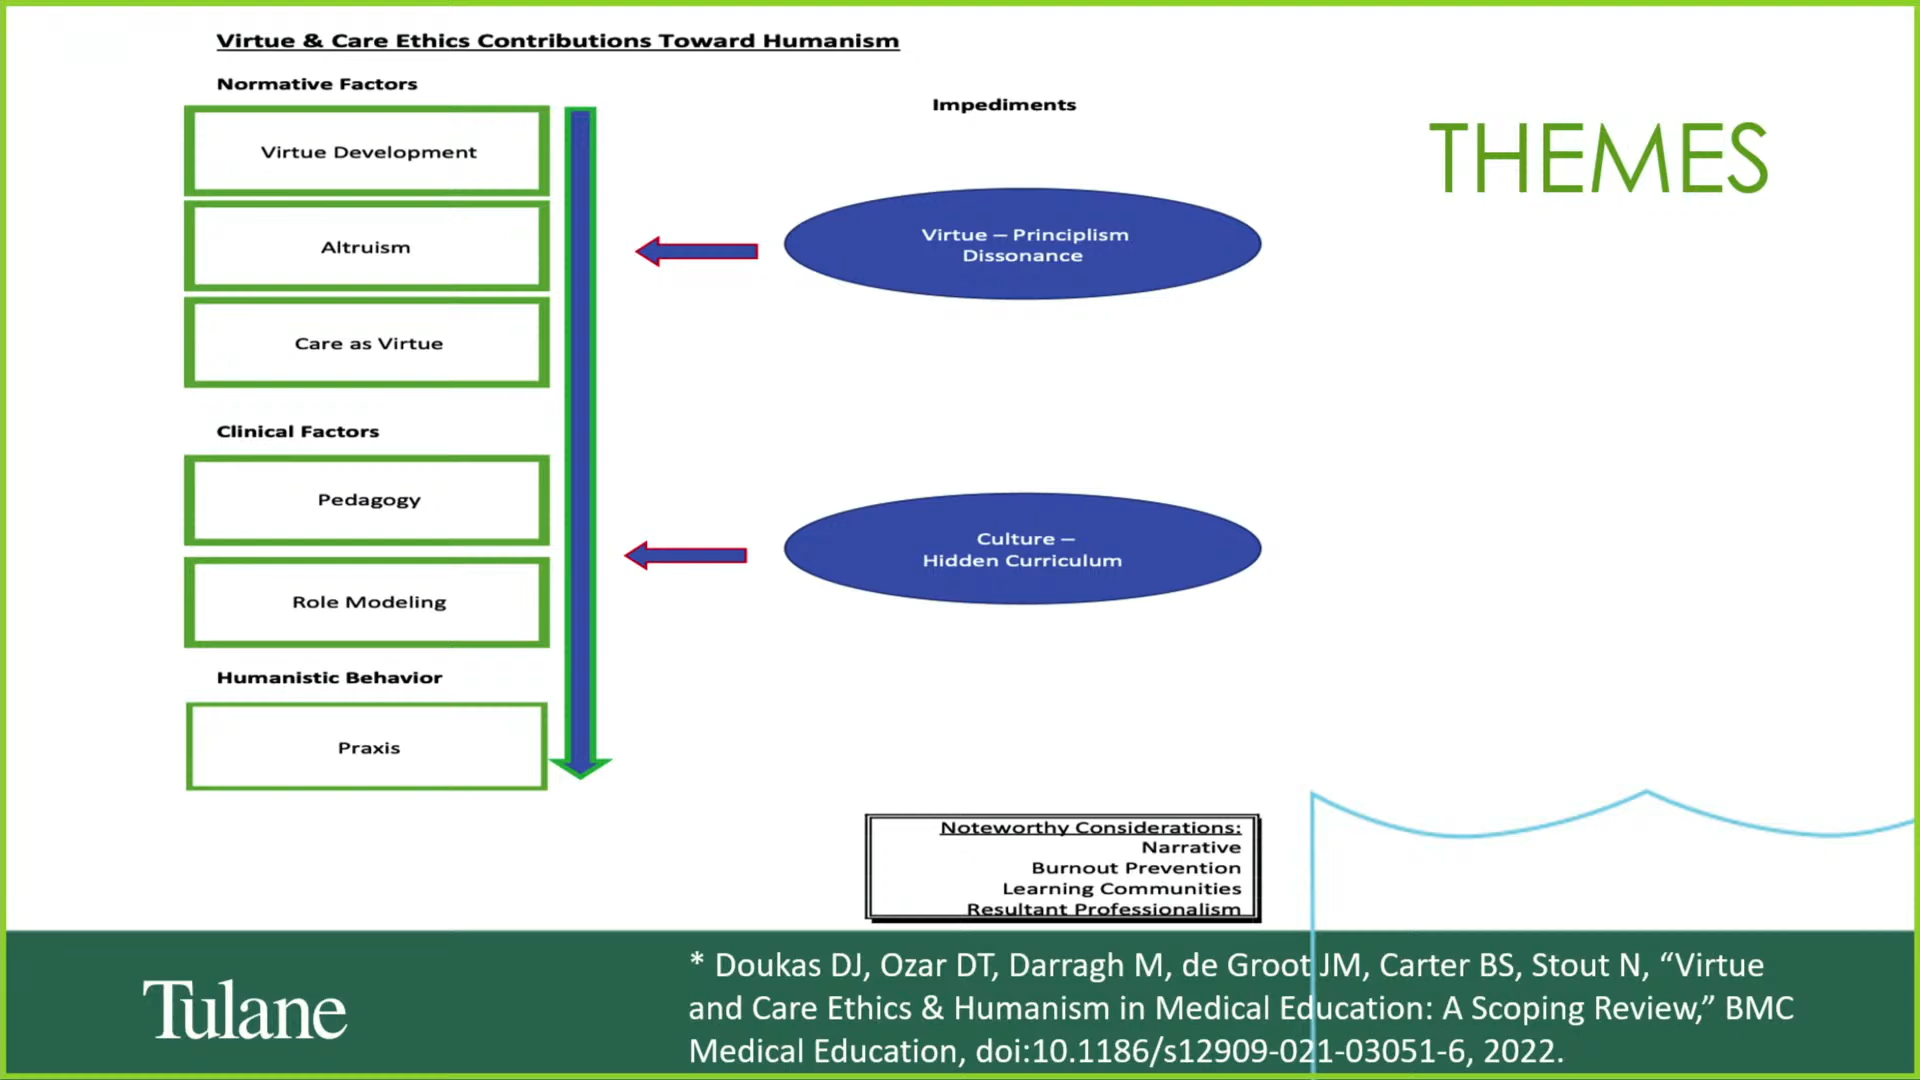 Virtue & Care Ethics Contributions Toward Humanism
Normative Factors
Virtue Development
Altruism
Care as Virtue
Clinical Factors
Pedagogy
Role Modeling
Humanistic Behavior
Praxis
Impediments
Virtue – Principlism
Dissonance
Culture –
Hidden Curriculum
THEMES
Noteworthy Considerations:
Narrative
Burnout Prevention
Learning Communities
Resultant Professionalism
Tulane
* Doukas DJ, Ozar DT, Darragh M, de Groot JM, Carter BS, Stout N, “Virtue
and Care Ethics & Humanism in Medical Education: A Scoping Review,” BMC
Medical Education, doi:10.1186/s12909-021-03051-6, 2022.